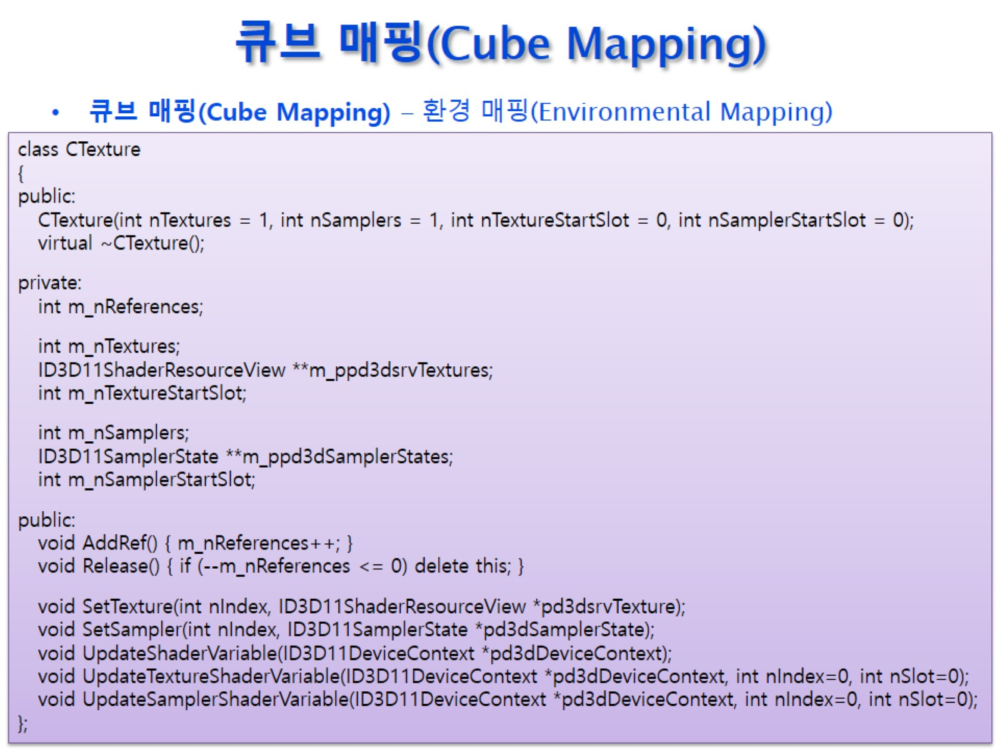 큐브 매핑(Cube Mapping)
• 큐브 매핑(Cube Mapping) – 환경 매핑(Environmental Mapping)
class CTexture
{
public:
CTexture(int nTextures = 1, int nSamplers = 1, int nTextureStartSlot = 0, int nSamplerStartSlot = 0);
virtual ~CTexture();
private:
int m_nReferences;
int m_nTextures;
ID3D11ShaderResourceView **m_ppd3dsrvTextures;
int m_nTextureStartSlot;
int m_nSamplers;
ID3D11SamplerState **m_ppd3dSamplerStates;
int m_nSamplerStartSlot;
public:
void AddRef() { m_nReferences++; }
void Release() { if (--m_nReferences <= 0) delete this; }
void SetTexture(int nIndex, ID3D11ShaderResourceView *pd3dsrvTexture);
void SetSampler(int nIndex, ID3D11SamplerState *pd3dSamplerState);
void UpdateShaderVariable(ID3D11DeviceContext *pd3dDeviceContext);
void UpdateTextureShaderVariable(ID3D11DeviceContext *pd3dDeviceContext, int nIndex=0, int nSlot=0);
void UpdateSamplerShaderVariable(ID3D11DeviceContext *pd3dDeviceContext, int nIndex=0, int nSlot=0);
};